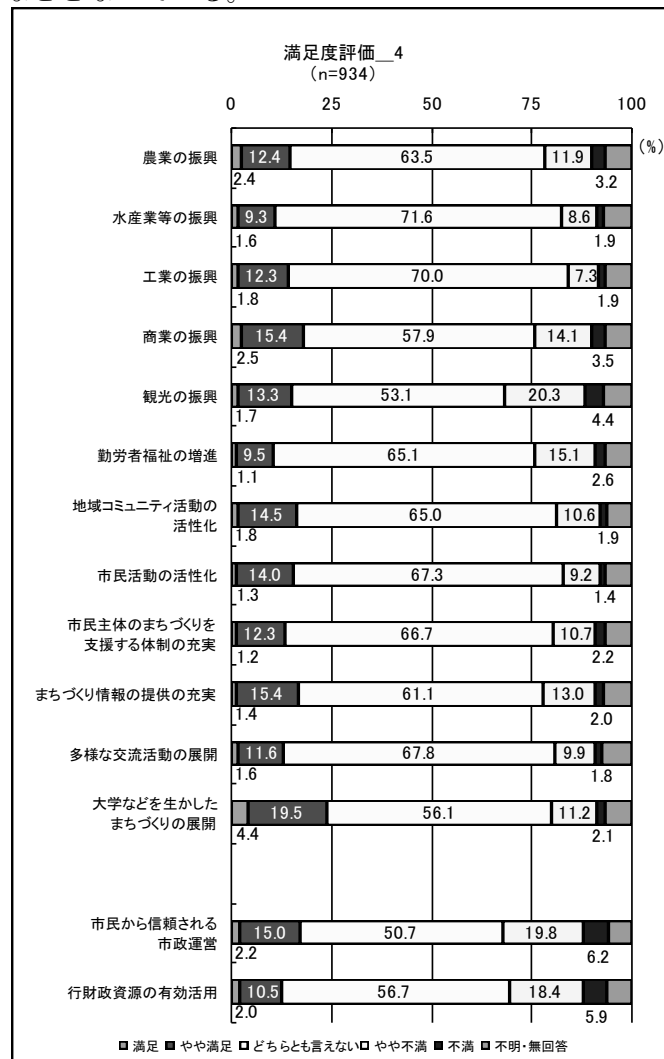 満足度評価__4
(n=934)
0 25 50 75 100
(%)
農業の振興 12.4 63.5 11.9
2.4 3.2
水産業等の振興 9.3 71.6 8.6
1.6 1.9
工業の振興 12.3 70.0 7.3
1.8 1.9
商業の振興 15.4 57.9 14.1
2.5 3.5
観光の振興 13.3 53.1 20.3
1.7 4.4
勤労者福祉の増進 9.5 65.1 15.1
1.1 2.6
地域コミュニティ活動の
活性化 14.5 65.0 10.6
1.8 1.9
市民活動の活性化 14.0 67.3 9.2
1.3 1.4
市民主体のまちづくりを
支援する体制の充実 12.3 66.7 10.7
1.2 2.2
まちづくり情報の提供の充実 15.4 61.1 13.0
1.4 2.0
多様な交流活動の展開 11.6 67.8 9.9
1.6 1.8
大学などを生かした
まちづくりの展開 19.5 56.1 11.2
4.4 2.1
市民から信頼される
市政運営 15.0 50.7 19.8
2.2 6.2
行財政資源の有効活用 10.5 56.7 18.4
2.0 5.9
満足 やや満足 どちらとも言えない やや不満 不満 不明・無回答